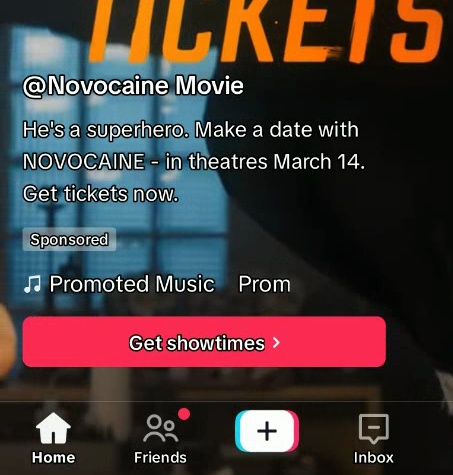 TICKETS
@Novocaine Movie
He's a superhero. Make a date with
NOVOCAINE - in theatres March 14.
Get tickets now.
Sponsored
Promoted Music Prom
Get showtimes
Home Friends Inbox